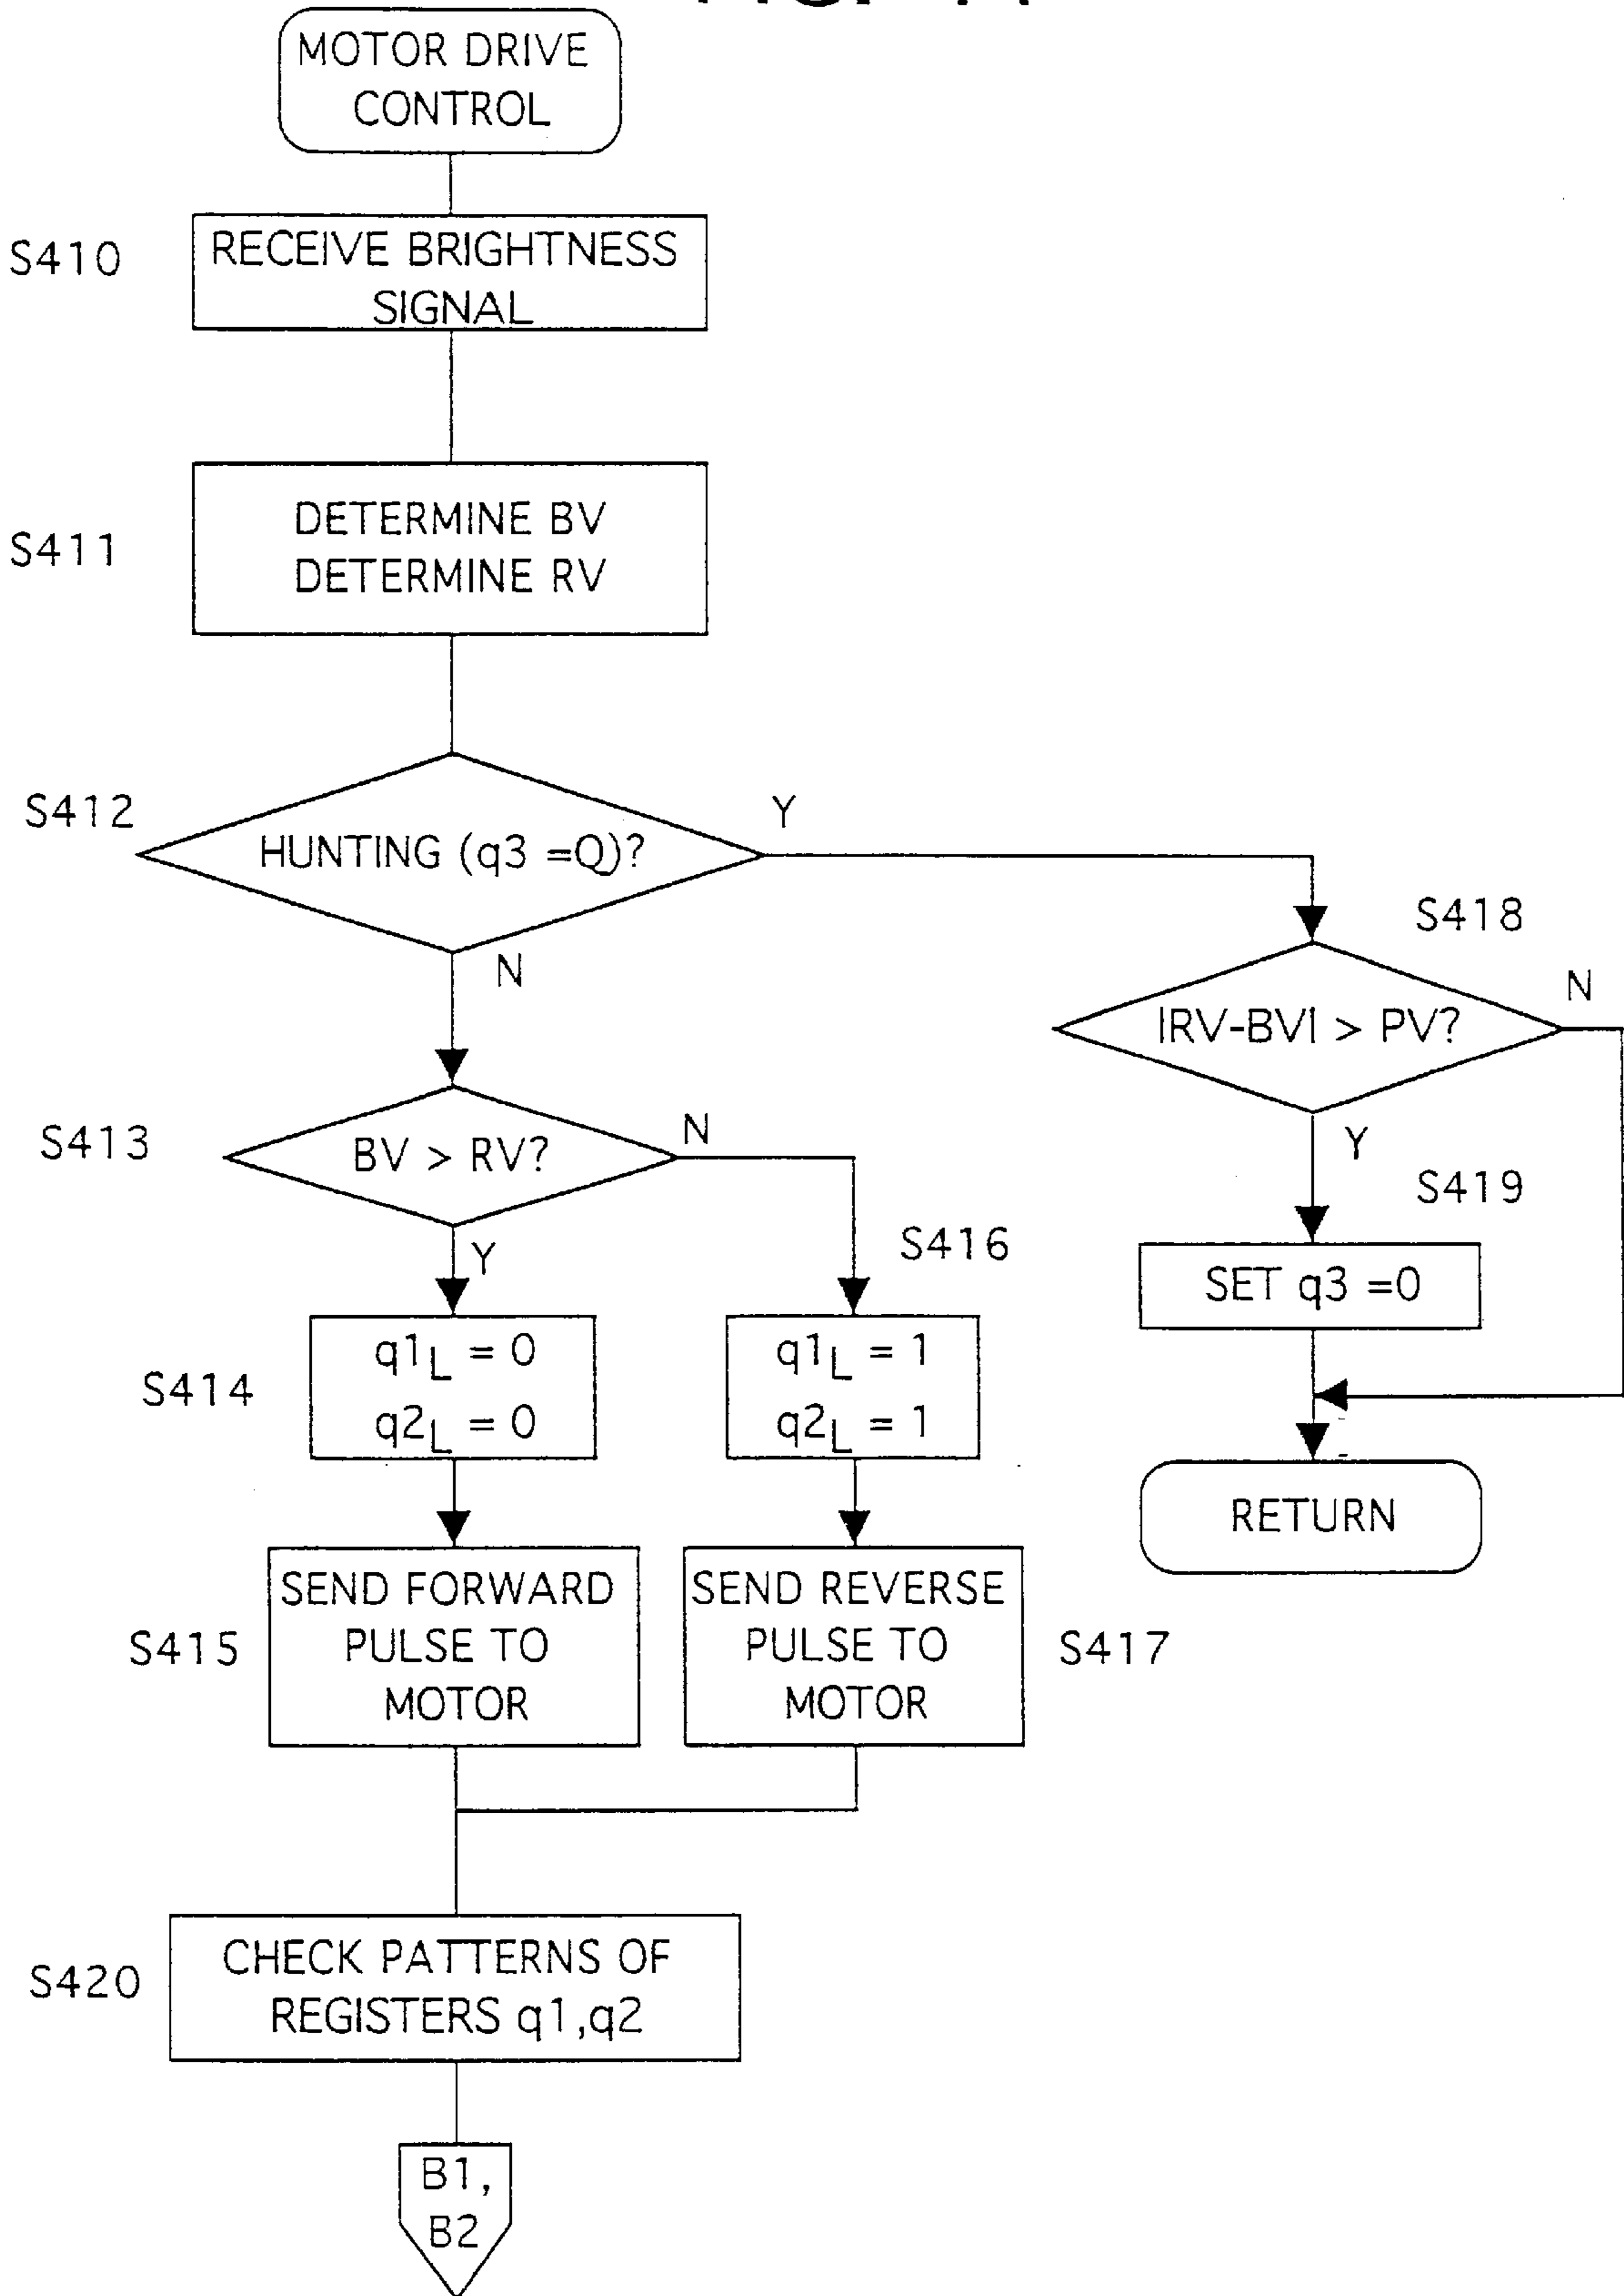 MOTOR DRIVE
CONTROL
S410
RECEIVE BRIGHTNESS
SIGNAL
S411
DETERMINE BV
DETERMINE RV
S412
HUNTING (q3 =Q)?
Y
N
S418
|RV-BV| > PV?
N
Y
S413
BV > RV?
N
Y
S419
SET q3 =0
S416
S414
q1L = 0
q2L = 0
q1L = 1
q2L = 1
RETURN
S415
SEND FORWARD
PULSE TO
MOTOR
SEND REVERSE
PULSE TO
MOTOR
S417
S420
CHECK PATTERNS OF
REGISTERS q1,q2
B1,
B2